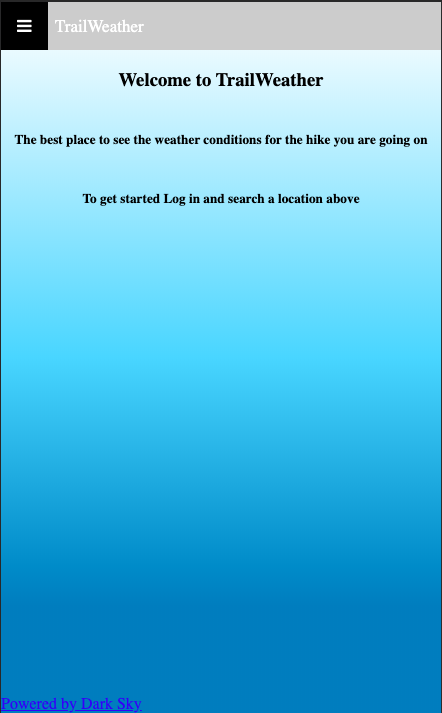 TrailWeather
Welcome to TrailWeather
The best place to see the weather conditions for the hike you are going on
To get started Log in and search a location above
Powered by Dark Sky